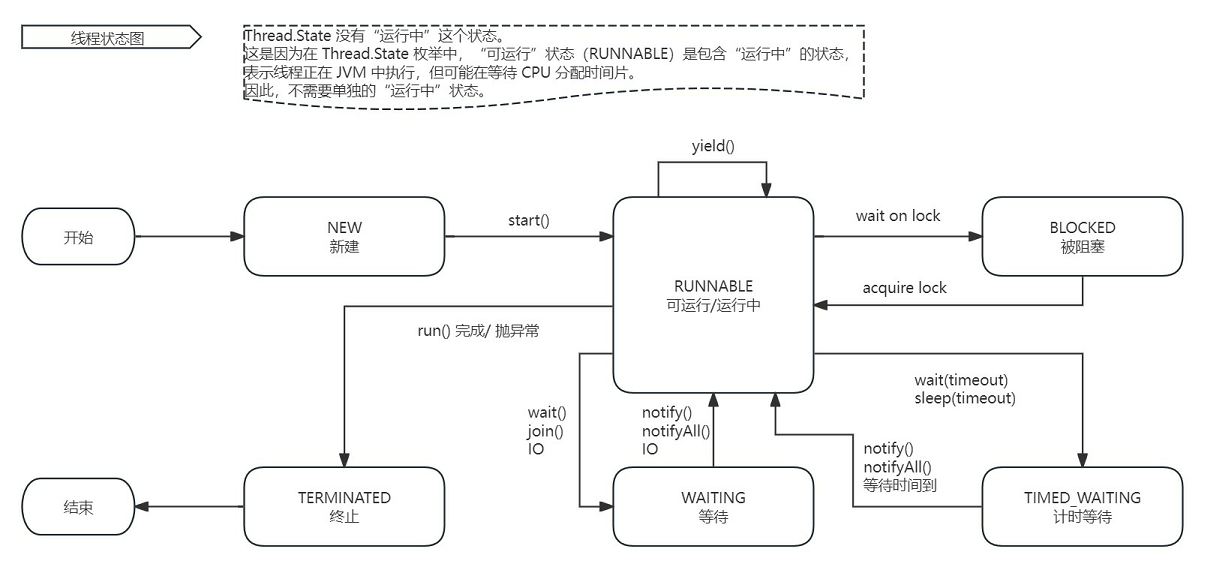 线程状态图
Thread.State 没有“运行中”这个状态。
这是因为在 Thread.State 枚举中，“可运行”状态（RUNNABLE）是包含“运行中”的状态，
表示线程正在 JVM 中执行，但可能在等待 CPU 分配时间片。
因此，不需要单独的“运行中”状态。
yield()
开始
NEW
新建
start()
RUNNABLE
可运行/运行中
wait on lock
BLOCKED
被阻塞
acquire lock
run() 完成/ 抛异常
wait()
join()
IO
notify()
notifyAll()
IO
wait(timeout)
sleep(timeout)
notify()
notifyAll()
等待时间到
结束
TERMINATED
终止
WAITING
等待
TIMED_WAITING
计时等待